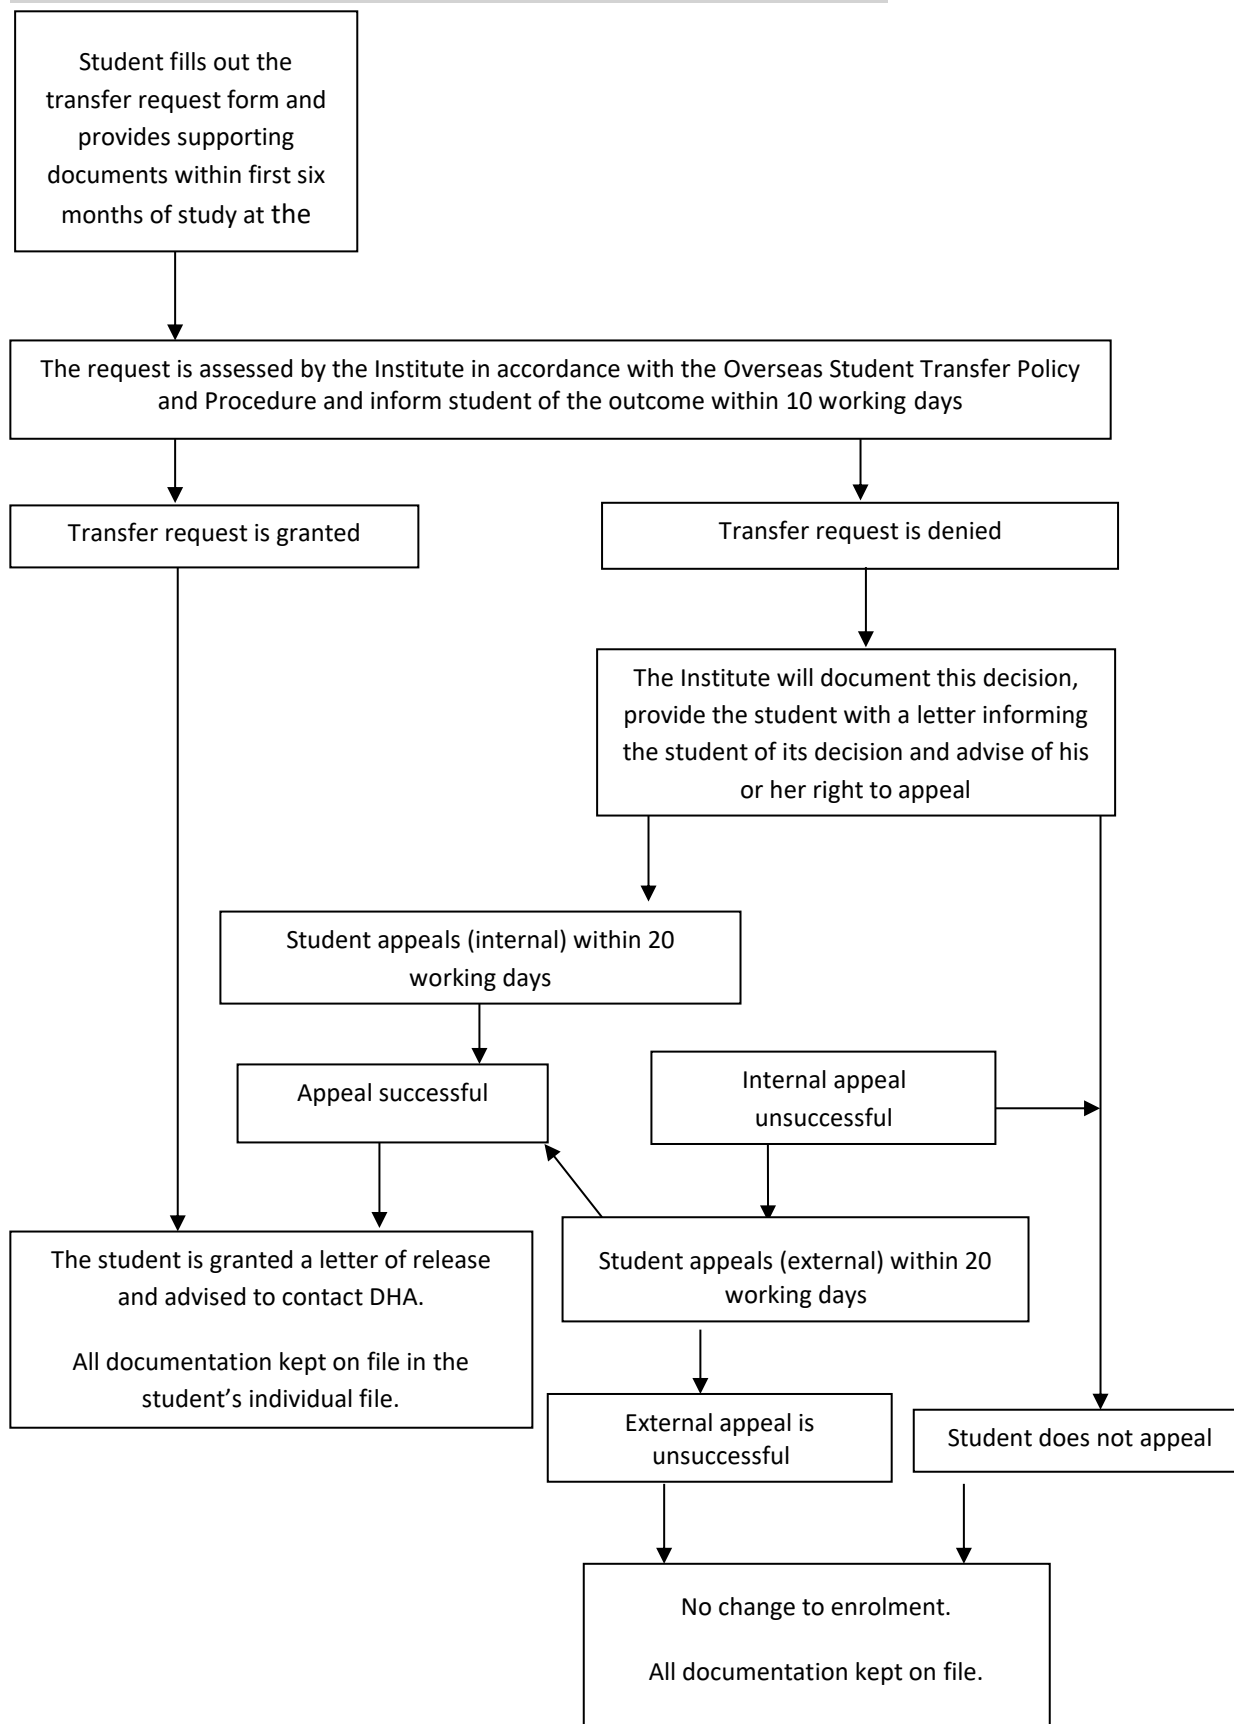 Student fills out the
transfer request form and
provides supporting
documents within first six
months of study at the
The request is assessed by the Institute in accordance with the Overseas Student Transfer Policy
and Procedure and inform student of the outcome within 10 working days
Transfer request is granted
Transfer request is denied
The Institute will document this decision,
provide the student with a letter informing
the student of its decision and advise of his
or her right to appeal
Student appeals (internal) within 20
working days
Appeal successful
Internal appeal
unsuccessful
The student is granted a letter of release
and advised to contact DHA.
All documentation kept on file in the
student’s individual file.
Student appeals (external) within 20
working days
External appeal is
unsuccessful
Student does not appeal
No change to enrolment.
All documentation kept on file.